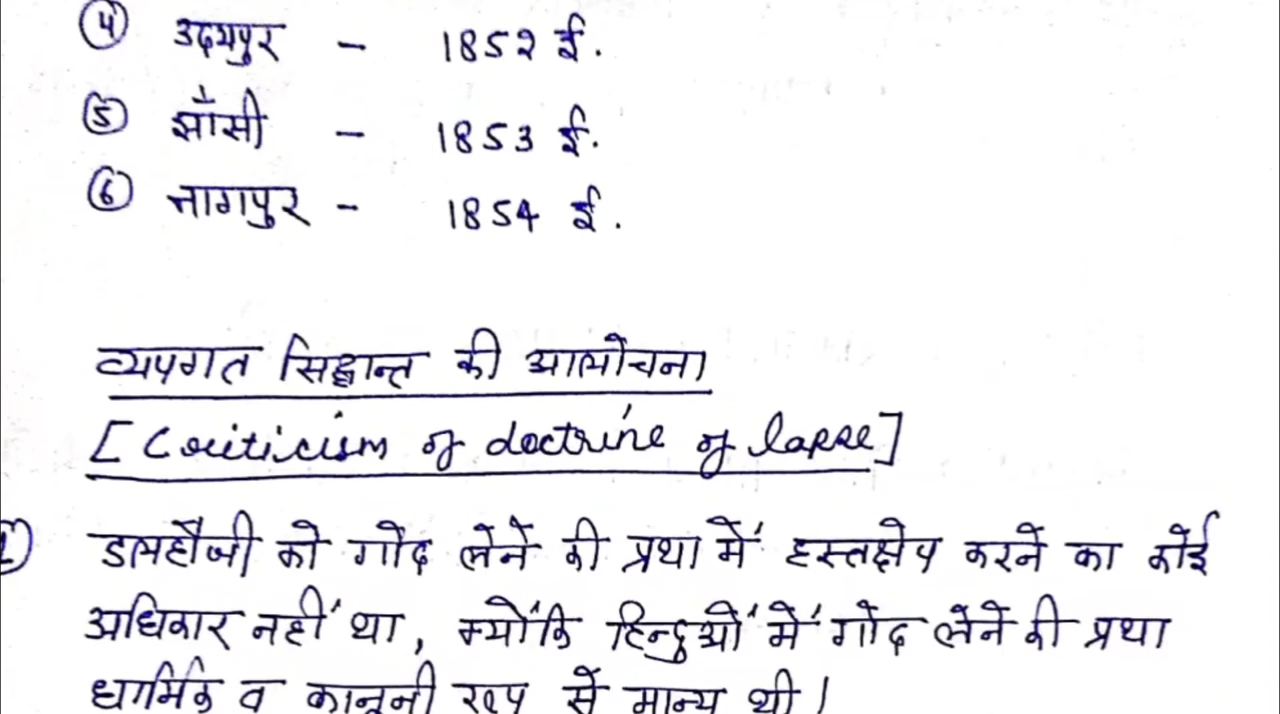 ④ उदयपुर - 1852 ई.
⑤ झाँसी - 1853 ई.
⑥ नागपुर - 1854 ई.
व्यपगत सिद्धान्त की आलोचना
[Criticism of doctrine of lapse]
डलहौजी को गोद लेने की प्रथा में हस्तक्षेप करने का कोई
अधिकार नहीं था, क्योंकि हिन्दुओं में गोद लेने की प्रथा
धार्मिक व कानूनी रूप से मान्य थी।